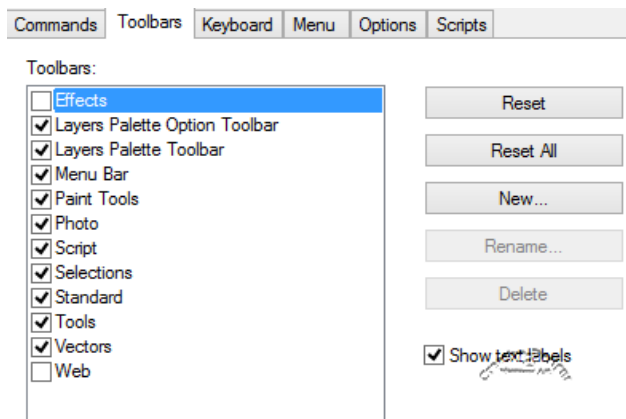 Commands Toolbars Keyboard Menu Options Scripts
Toolbars:
Effects
Layers Palette Option Toolbar
Layers Palette Toolbar
Menu Bar
Paint Tools
Photo
Script
Selections
Standard
Tools
Vectors
Web
Reset
Reset All
New...
Rename...
Delete
Show text labels